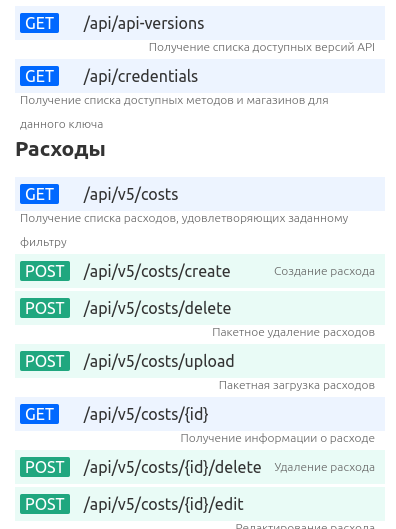 GET /api/api-versions
Получение списка доступных версий API
GET /api/credentials
Получение списка доступных методов и магазинов для
данного ключа
Расходы
GET /api/v5/costs
Получение списка расходов, удовлетворяющих заданному
фильтру
POST /api/v5/costs/create Создание расхода
POST /api/v5/costs/delete
Пакетное удаление расходов
POST /api/v5/costs/upload
Пакетная загрузка расходов
GET /api/v5/costs/{id}
Получение информации о расходе
POST /api/v5/costs/{id}/delete Удаление расхода
POST /api/v5/costs/{id}/edit
Редактирование расхода